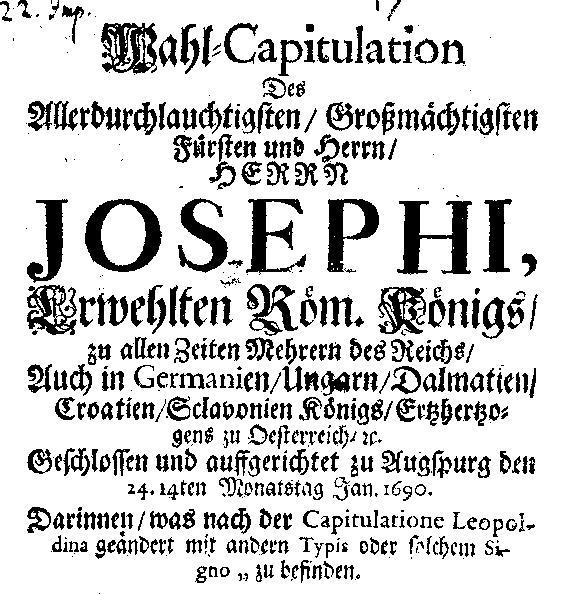 22. Imp.
Wahl-Capitulation
Des
Allerdurchlauchtigsten/ Großmächtigsten
Fürsten und Herrn/
HERRN
JOSEPHI,
Erwehlten Röm. Königs/
zu allen Zeiten Mehrern des Reichs/
Auch in Germanien/Ungarn/Dalmatien/
Croatien/Sclavonien Königs/Ertzhertzo-
gens zu Oesterreich/ ꝛc.
Geschlossen und auffgerichtet zu Augspurg den
24. 14ten Monatstag Jan. 1690.
Darinnen/was nach der Capitulatione Leopol-
dina geändert mit andern Typis oder solchem Si-
gno „ zu befinden.